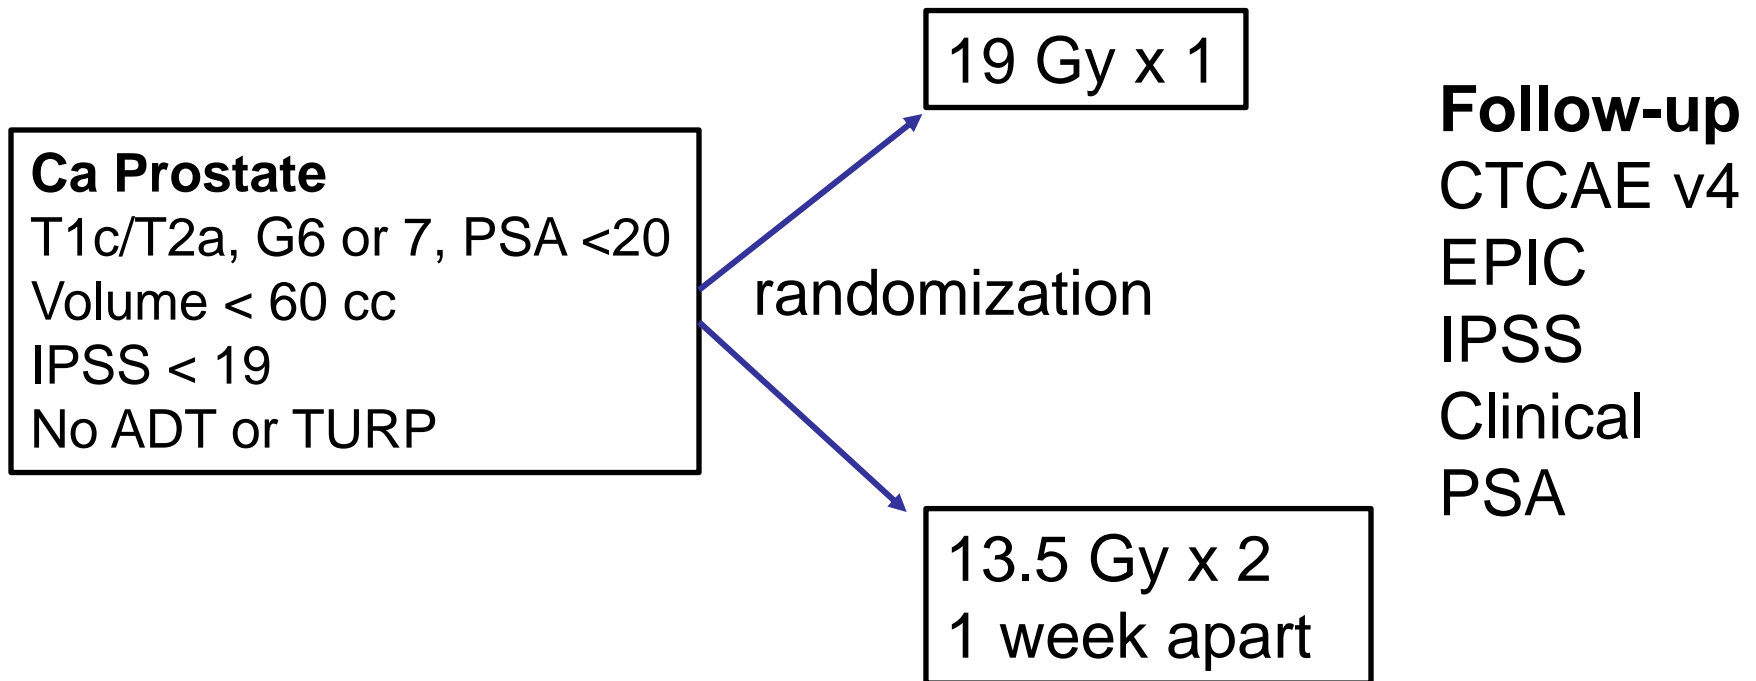 Ca Prostate
T1c/T2a, G6 or 7, PSA <20
Volume < 60 cc
IPSS < 19
No ADT or TURP
randomization
19 Gy x 1
13.5 Gy x 2
1 week apart
Follow-up
CTCAE v4
EPIC
IPSS
Clinical
PSA